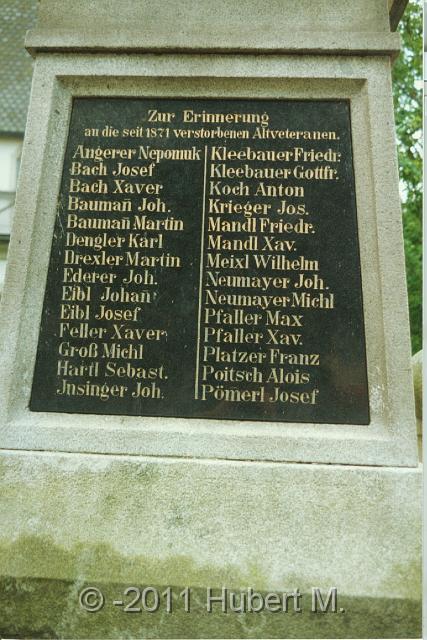 Zur Erinnerung
an die seit 1871 verstorbenen Altveteranen.
Angerer Nepomuk
Bach Josef
Bach Xaver
Baumañ Joh.
Baumañ Martin
Dengler Karl
Drexler Martin
Ederer Joh.
Eibl Johañ
Eibl Josef
Feller Xaver
Groß Michl
Hartl Sebast.
Jnsinger Joh.
Kleebauer Friedr.
Kleebauer Gottfr.
Koch Anton
Krieger Jos.
Mandl Friedr.
Mandl Xav.
Meixl Wilhelm
Neumayer Joh.
Neumayer Michl
Pfaller Max
Pfaller Xav.
Platzer Franz
Poitsch Alois
Pömerl Josef
© -2011 Hubert M.